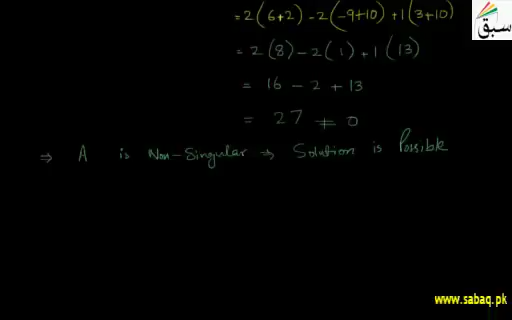 = 2 ( 6+2 ) - 2 ( -9+10 ) + 1 ( 3+10 )
سبق
= 2 ( 8 ) - 2 ( 1 ) + 1 ( 13 )
= 16 - 2 + 13
= 27 ≠ 0
⇒ A is Non-Singular ⇒ Solution is Possible
www.sabaq.pk